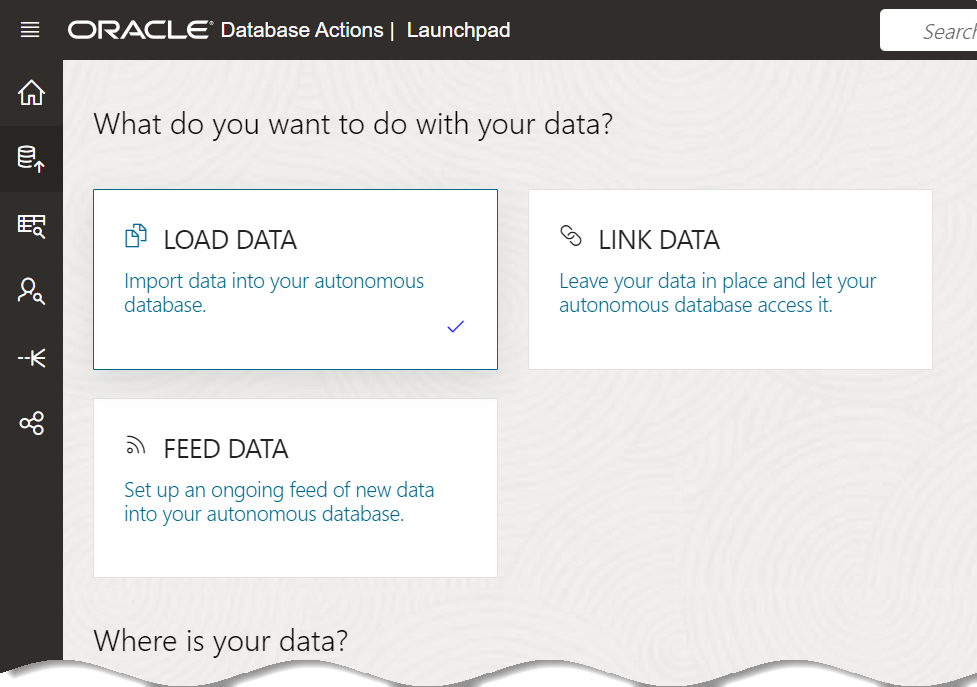 ORACLE® Database Actions | Launchpad
What do you want to do with your data?
LOAD DATA
Import data into your autonomous
database.
LINK DATA
Leave your data in place and let your
autonomous database access it.
FEED DATA
Set up an ongoing feed of new data
into your autonomous database.
Where is your data?